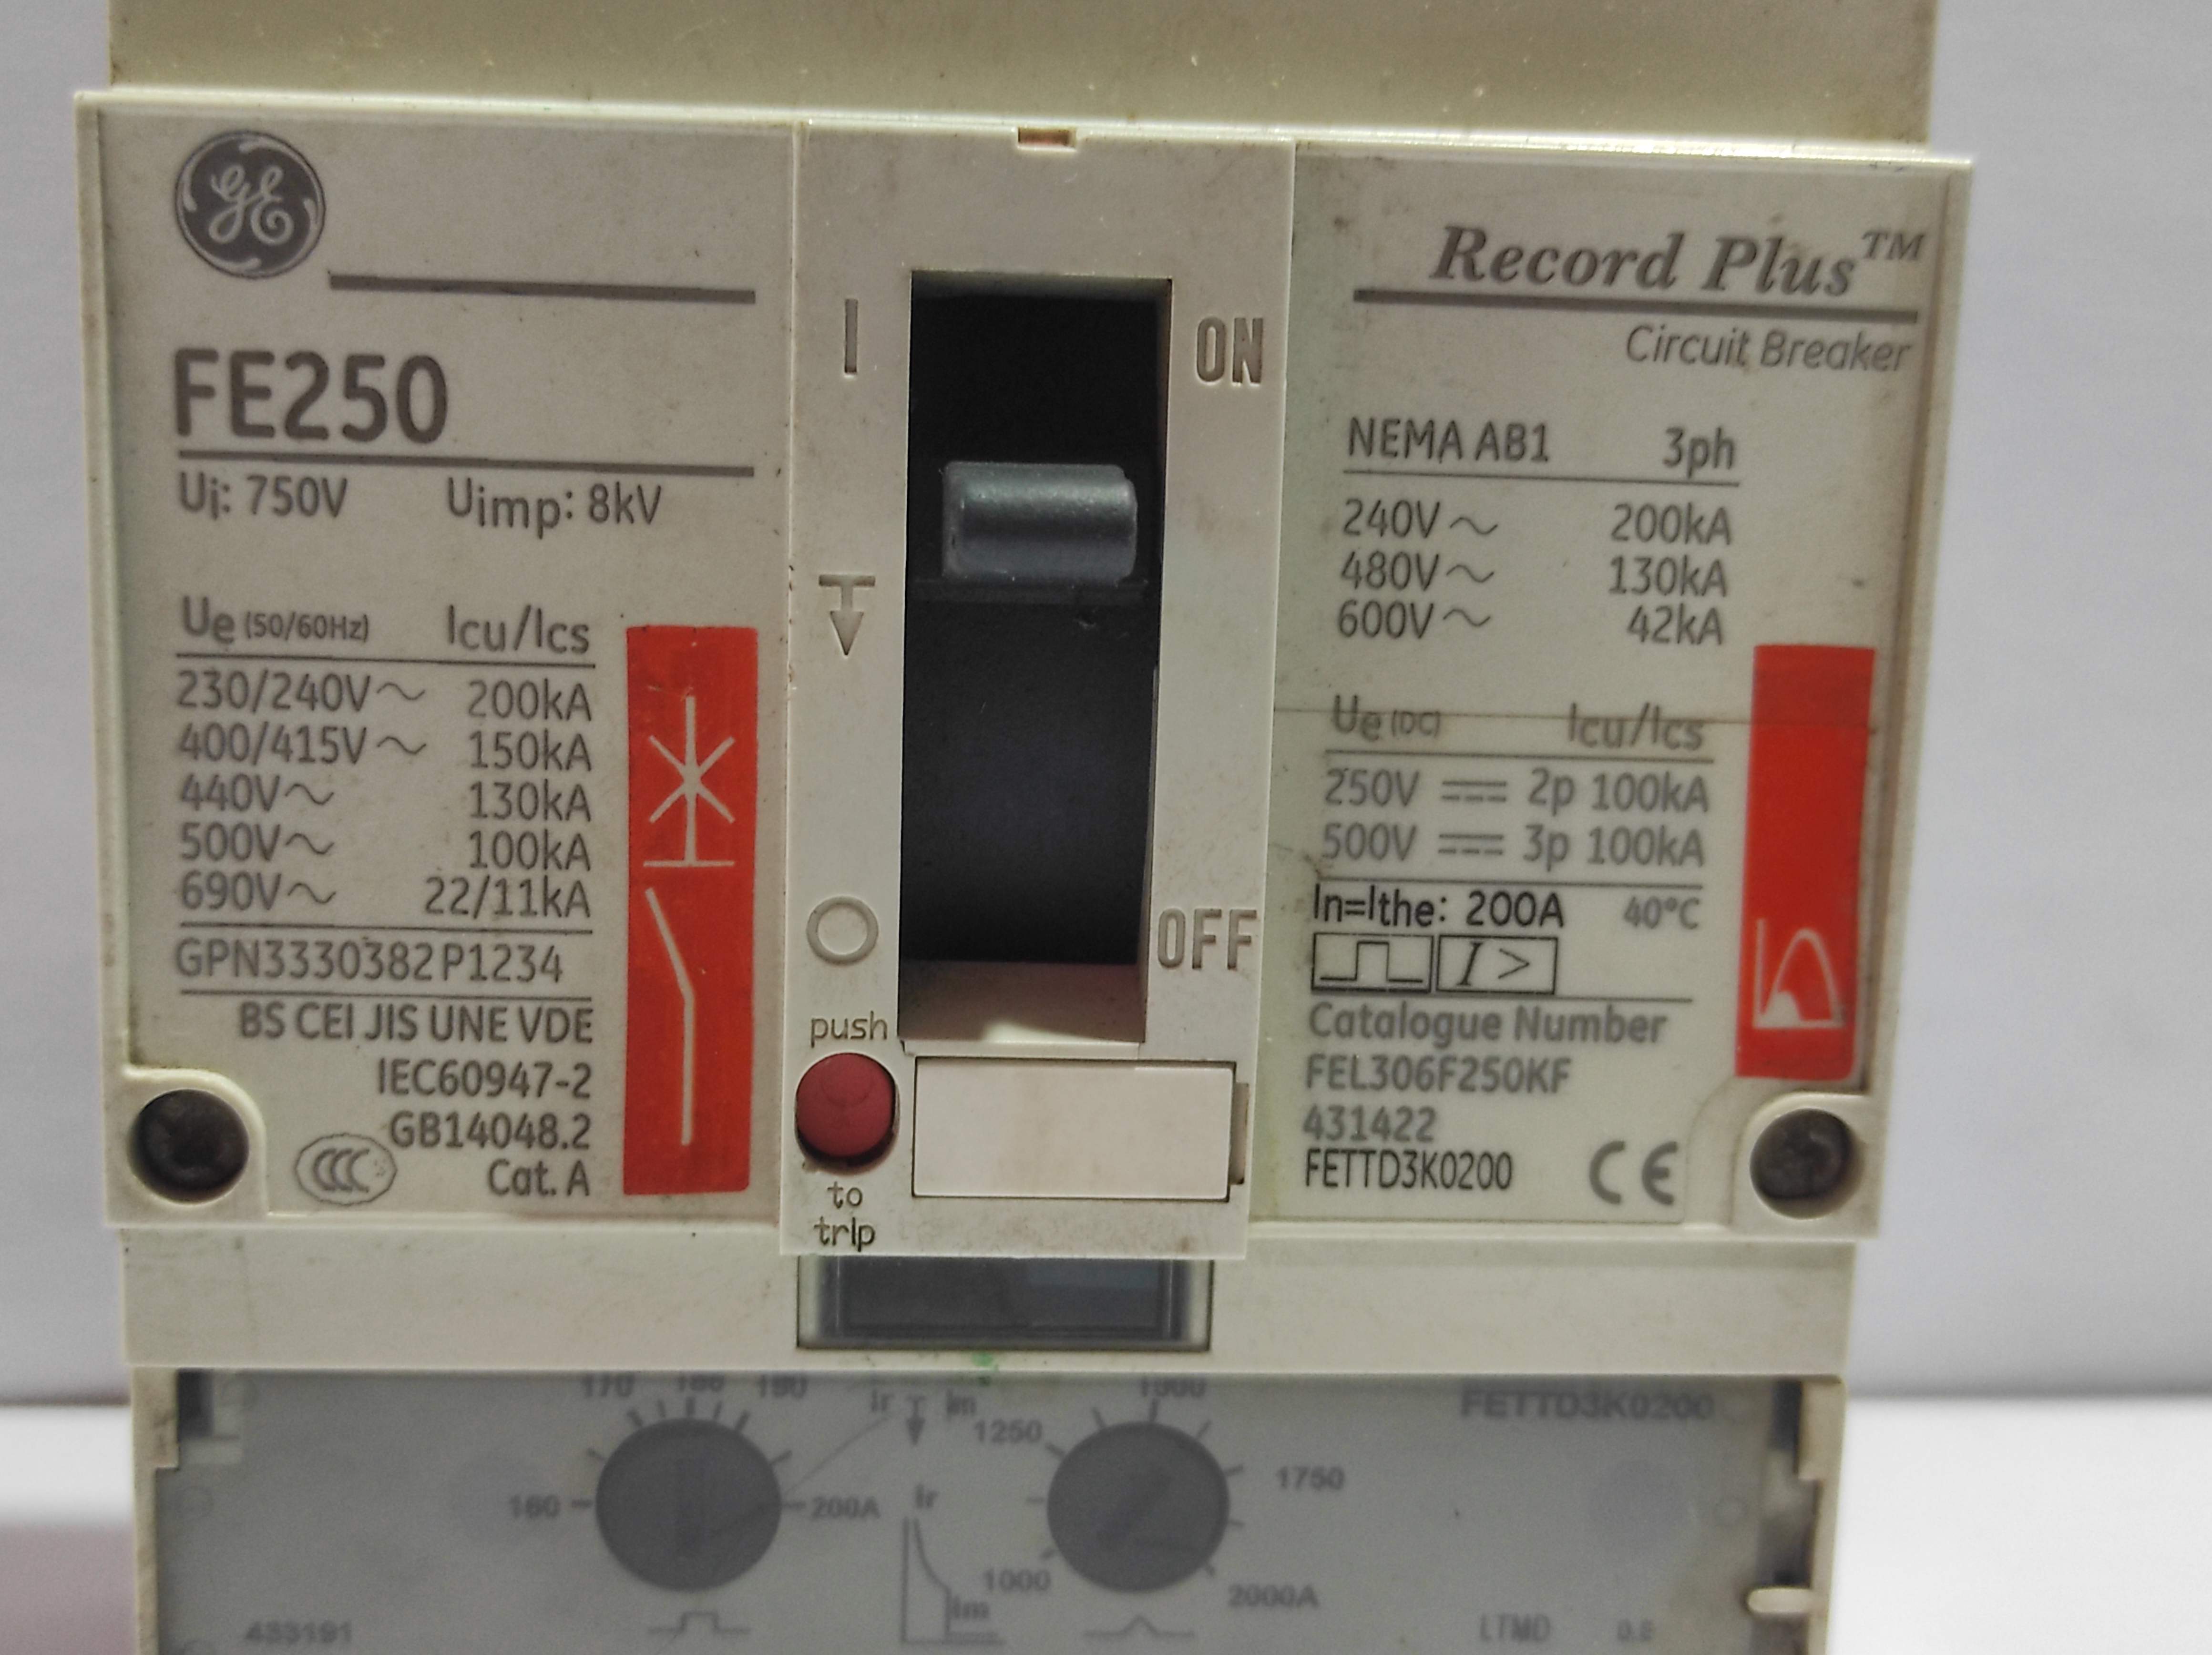 GE
FE250
Ui: 750V Uimp: 8kV
Ue (50/60Hz) Icu/Ics
230/240V~ 200kA
400/415V~ 150kA
440V~ 130kA
500V~ 100kA
690V~ 22/11kA
GPN3330382P1234
BS CEI JIS UNE VDE
IEC60947-2
GB14048.2
CCC Cat. A
I ON
O OFF
push
to
trip
Record Plus™
Circuit Breaker
NEMA AB1 3ph
240V~ 200kA
480V~ 130kA
600V~ 42kA
Ue (DC) Icu/Ics
250V ⎓ 2p 100kA
500V ⎓ 3p 100kA
In=Ithe: 200A 40°C
I >
Catalogue Number
FEL306F250KF
431422
FETTD3K0200 CE
170 180 190
160 200A
Ir Im
Ir
Im
1500
1250 1750
1000 2000A
FETTD3K0200
433191
LTMD